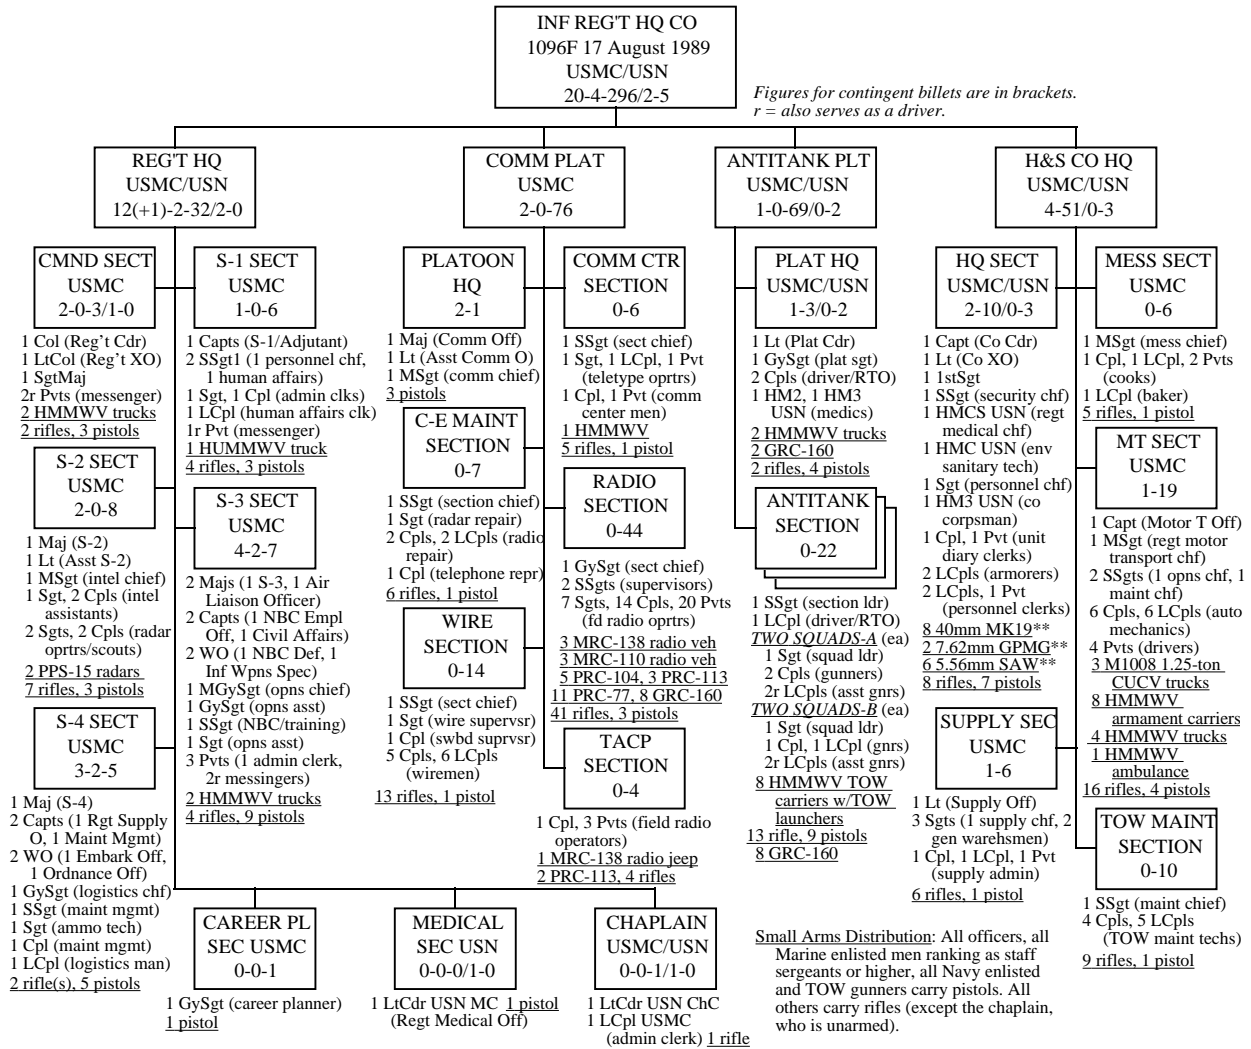 INF REG'T HQ CO
1096F 17 August 1989
USMC/USN
20-4-296/2-5
Figures for contingent billets are in brackets.
r = also serves as a driver.
REG'T HQ
USMC/USN
12(+1)-2-32/2-0
COMM PLAT
USMC
2-0-76
ANTITANK PLT
USMC/USN
1-0-69/0-2
H&S CO HQ
USMC/USN
4-51/0-3
CMND SECT
USMC
2-0-3/1-0
1 Col (Reg't Cdr)
1 LtCol (Reg't XO)
1 SgtMaj
2r Pvts (messenger)
2 HMMWV trucks
2 rifles, 3 pistols
S-1 SECT
USMC
1-0-6
1 Capts (S-1/Adjutant)
2 SSgt1 (1 personnel chf,
1 human affairs)
1 Sgt, 1 Cpl (admin clks)
1 LCpl (human affairs clk)
1r Pvt (messenger)
1 HUMMWV truck
4 rifles, 3 pistols
S-2 SECT
USMC
2-0-8
1 Maj (S-2)
1 Lt (Asst S-2)
1 MSgt (intel chief)
1 Sgt, 2 Cpls (intel
assistants)
2 Sgts, 2 Cpls (radar
oprtrs/scouts)
2 PPS-15 radars
7 rifles, 3 pistols
S-3 SECT
USMC
4-2-7
2 Majs (1 S-3, 1 Air
Liaison Officer)
2 Capts (1 NBC Empl
Off, 1 Civil Affairs)
2 WO (1 NBC Def, 1
Inf Wpns Spec)
1 MGySgt (opns chief)
1 GySgt (opns asst)
1 SSgt (NBC/training)
1 Sgt (opns asst)
3 Pvts (1 admin clerk,
2r messingers)
2 HMMWV trucks
4 rifles, 9 pistols
S-4 SECT
USMC
3-2-5
1 Maj (S-4)
2 Capts (1 Rgt Supply
O, 1 Maint Mgmt)
2 WO (1 Embark Off,
1 Ordnance Off)
1 GySgt (logistics chf)
1 SSgt (maint mgmt)
1 Sgt (ammo tech)
1 Cpl (maint mgmt)
1 LCpl (logistics man)
2 rifle(s), 5 pistols
CAREER PL
SEC USMC
0-0-1
1 GySgt (career planner)
1 pistol
MEDICAL
SEC USN
0-0-0/1-0
1 LtCdr USN MC 1 pistol
(Regt Medical Off)
CHAPLAIN
USMC/USN
0-0-1/1-0
1 LtCdr USN ChC
1 LCpl USMC
(admin clerk) 1 rifle
PLATOON
HQ
2-1
1 Maj (Comm Off)
1 Lt (Asst Comm O)
1 MSgt (comm chief)
3 pistols
COMM CTR
SECTION
0-6
1 SSgt (sect chief)
1 Sgt, 1 LCpl, 1 Pvt
(teletype oprtrs)
1 Cpl, 1 Pvt (comm
center men)
1 HMMWV
5 rifles, 1 pistol
C-E MAINT
SECTION
0-7
1 SSgt (section chief)
1 Sgt (radar repair)
2 Cpls, 2 LCpls (radio
repair)
1 Cpl (telephone repr)
6 rifles, 1 pistol
RADIO
SECTION
0-44
1 GySgt (sect chief)
2 SSgts (supervisors)
7 Sgts, 14 Cpls, 20 Pvts
(fd radio oprtrs)
3 MRC-138 radio veh
3 MRC-110 radio veh
5 PRC-104, 3 PRC-113
11 PRC-77, 8 GRC-160
41 rifles, 3 pistols
WIRE
SECTION
0-14
1 SSgt (sect chief)
1 Sgt (wire supervsr)
1 Cpl (swbd suprvsr)
5 Cpls, 6 LCpls
(wiremen)
13 rifles, 1 pistol
TACP
SECTION
0-4
1 Cpl, 3 Pvts (field radio
operators)
1 MRC-138 radio jeep
2 PRC-113, 4 rifles
PLAT HQ
USMC/USN
1-3/0-2
1 Lt (Plat Cdr)
1 GySgt (plat sgt)
2 Cpls (driver/RTO)
1 HM2, 1 HM3
USN (medics)
2 HMMWV trucks
2 GRC-160
2 rifles, 4 pistols
ANTITANK
SECTION
0-22
1 SSgt (section ldr)
1 LCpl (driver/RTO)
TWO SQUADS-A (ea)
1 Sgt (squad ldr)
2 Cpls (gunners)
2r LCpls (asst gnrs)
TWO SQUADS-B (ea)
1 Sgt (squad ldr)
1 Cpl, 1 LCpl (gnrs)
2r LCpls (asst gnrs)
8 HMMWV TOW
carriers w/TOW
launchers
13 rifle, 9 pistols
8 GRC-160
HQ SECT
USMC/USN
2-10/0-3
1 Capt (Co Cdr)
1 Lt (Co XO)
1 1stSgt
1 SSgt (security chf)
1 HMCS USN (regt
medical chf)
1 HMC USN (env
sanitary tech)
1 Sgt (personnel chf)
1 HM3 USN (co
corpsman)
1 Cpl, 1 Pvt (unit
diary clerks)
2 LCpls (armorers)
2 LCpls, 1 Pvt
(personnel clerks)
8 40mm MK19**
2 7.62mm GPMG**
6 5.56mm SAW**
8 rifles, 7 pistols
MESS SECT
USMC
0-6
1 MSgt (mess chief)
1 Cpl, 1 LCpl, 2 Pvts
(cooks)
1 LCpl (baker)
5 rifles, 1 pistol
MT SECT
1-19
1 Capt (Motor T Off)
1 MSgt (regt motor
transport chf)
2 SSgts (1 opns chf, 1
maint chf)
6 Cpls, 6 LCpls (auto
mechanics)
4 Pvts (drivers)
3 M1008 1.25-ton
CUCV trucks
8 HMMWV
armament carriers
4 HMMWV trucks
1 HMMWV
ambulance
16 rifles, 4 pistols
SUPPLY SEC
USMC
1-6
1 Lt (Supply Off)
3 Sgts (1 supply chf, 2
gen warehsmen)
1 Cpl, 1 LCpl, 1 Pvt
(supply admin)
6 rifles, 1 pistol
TOW MAINT
SECTION
0-10
1 SSgt (maint chief)
4 Cpls, 5 LCpls
(TOW maint techs)
9 rifles, 1 pistol
Small Arms Distribution: All officers, all
Marine enlisted men ranking as staff
sergeants or higher, all Navy enlisted
and TOW gunners carry pistols. All
others carry rifles (except the chaplain,
who is unarmed).